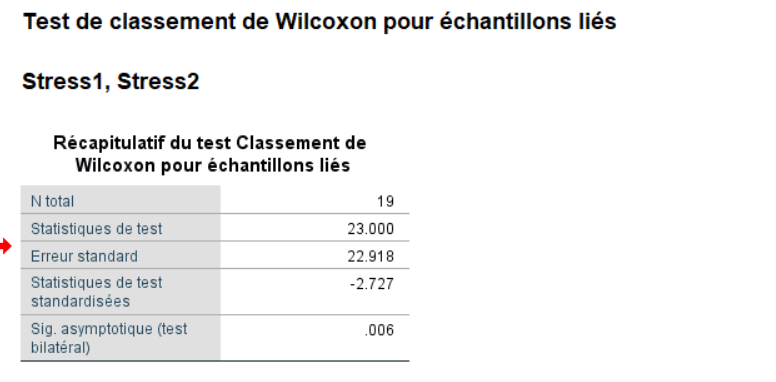 Test de classement de Wilcoxon pour échantillons liés
Stress1, Stress2
Récapitulatif du test Classement de
Wilcoxon pour échantillons liés
N total 19
Statistiques de test 23.000
Erreur standard 22.918
Statistiques de test
standardisées -2.727
Sig. asymptotique (test
bilatéral) .006